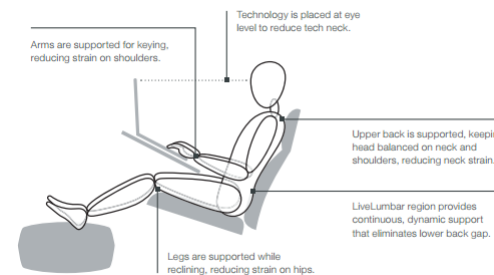 Technology is placed at eye
level to reduce tech neck.
Arms are supported for keying,
reducing strain on shoulders.
Upper back is supported,
head balanced on neck and
shoulders, reducing neck strain
LiveLumbar region provides
continuous, dynamic support
that eliminates lower back gap.
Legs are supported while
reclining, reducing strain on hips.